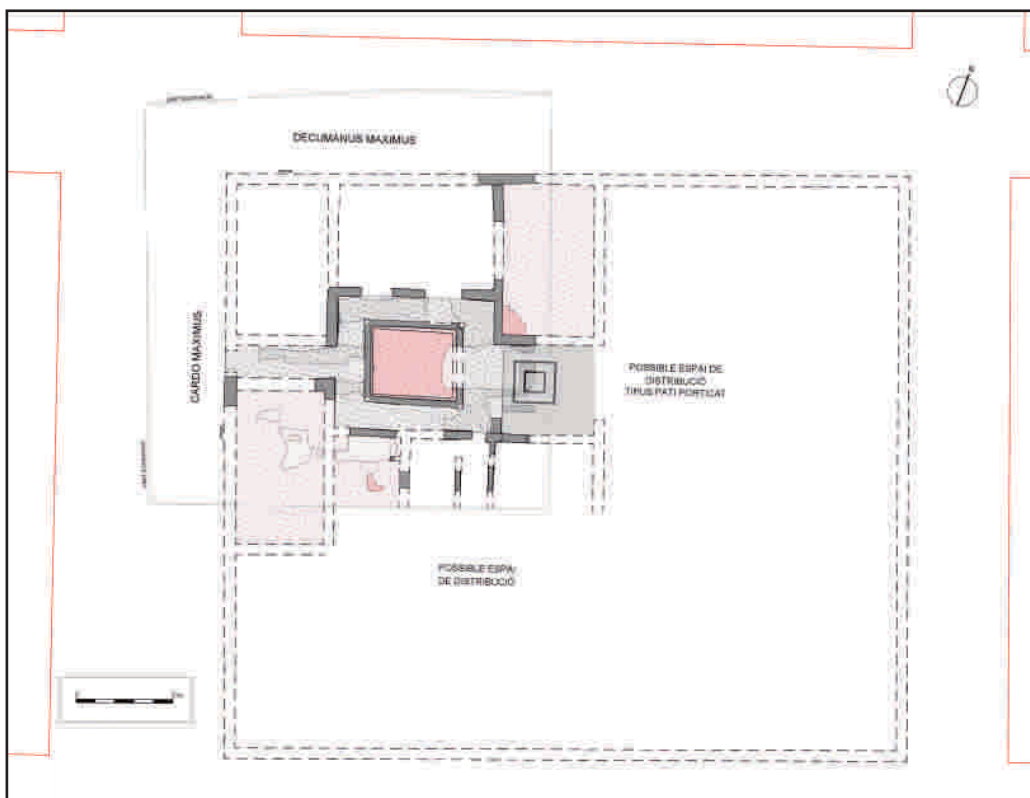 N
DECUMANUS MAXIMUS
CARDO MAXIMUS
POSSIBLE ESPAI DE
DISTRIBUCIÓ
TIPUS PATI PORTICAT
POSSIBLE ESPAI
DE DISTRIBUCIÓ